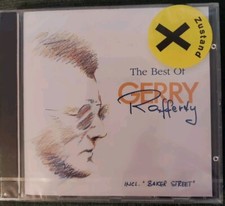 Zustand
The Best Of
GERRY
Rafferty
INCL. "BAKER STREET"